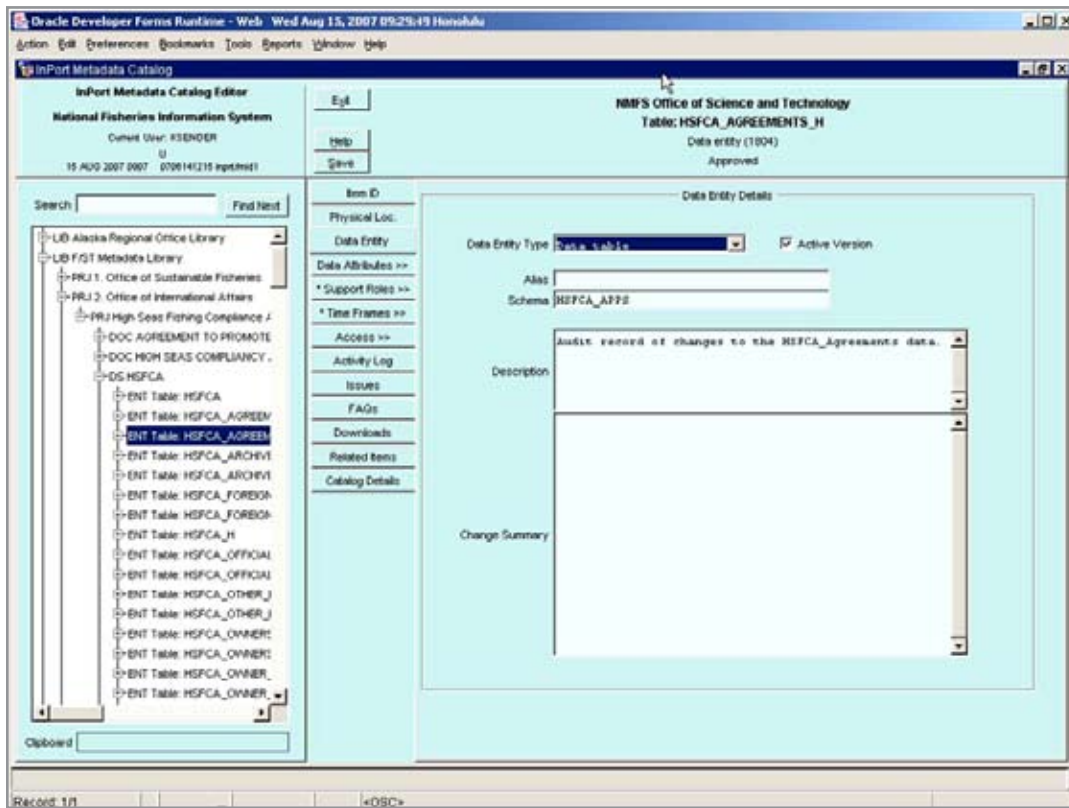 Oracle Developer Forms Runtime - Web Wed Aug 15, 2007 09:29:49 Honolulu
Action Edit Preferences Bookmarks Tools Reports Window Help
InPort Metadata Catalog
InPort Metadata Catalog Editor
National Fisheries Information System
Current User: KSENDER
U
15 AUG 2007 0907
Exit
Help
Save
NMFS Office of Science and Technology
Table: HSFCA_AGREEMENTS_H
Data entity (1804)
Approved
Search
Find Next
LIB Alaska Regional Office Library
LIB F/ST Metadata Library
PRJ 1. Office of Sustainable Fisheries
PRJ 2. Office of International Affairs
PRJ High Seas Fishing Compliance A
DOC AGREEMENT TO PROMOTE
DOC HIGH SEAS COMPLIANCY
DS HSFCA
ENT Table: HSFCA
ENT Table: HSFCA_AGREEM
ENT Table: HSFCA_AGREEM
ENT Table: HSFCA_ARCHIVE
ENT Table: HSFCA_ARCHIVE
ENT Table: HSFCA_FOREIGN
ENT Table: HSFCA_FOREIGN
ENT Table: HSFCA_H
ENT Table: HSFCA_OFFICIAL
ENT Table: HSFCA_OFFICIAL
ENT Table: HSFCA_OTHER_
ENT Table: HSFCA_OTHER_
ENT Table: HSFCA_OWNERS
ENT Table: HSFCA_OWNERS
ENT Table: HSFCA_OWNER_
ENT Table: HSFCA_OWNER_
Clipboard
Item ID
Physical Loc.
Data Entity
Data Attributes >>
* Support Roles >>
* Time Frames >>
Access >>
Activity Log
Issues
FAQs
Downloads
Related Items
Catalog Details
Data Entity Details
Data Entity Type Data table
Active Version
Alias
Schema HSFCA_APPS
Description Audit record of changes to the HSFCA_Agreements data.
Change Summary
Record: 1/1
<OSC>